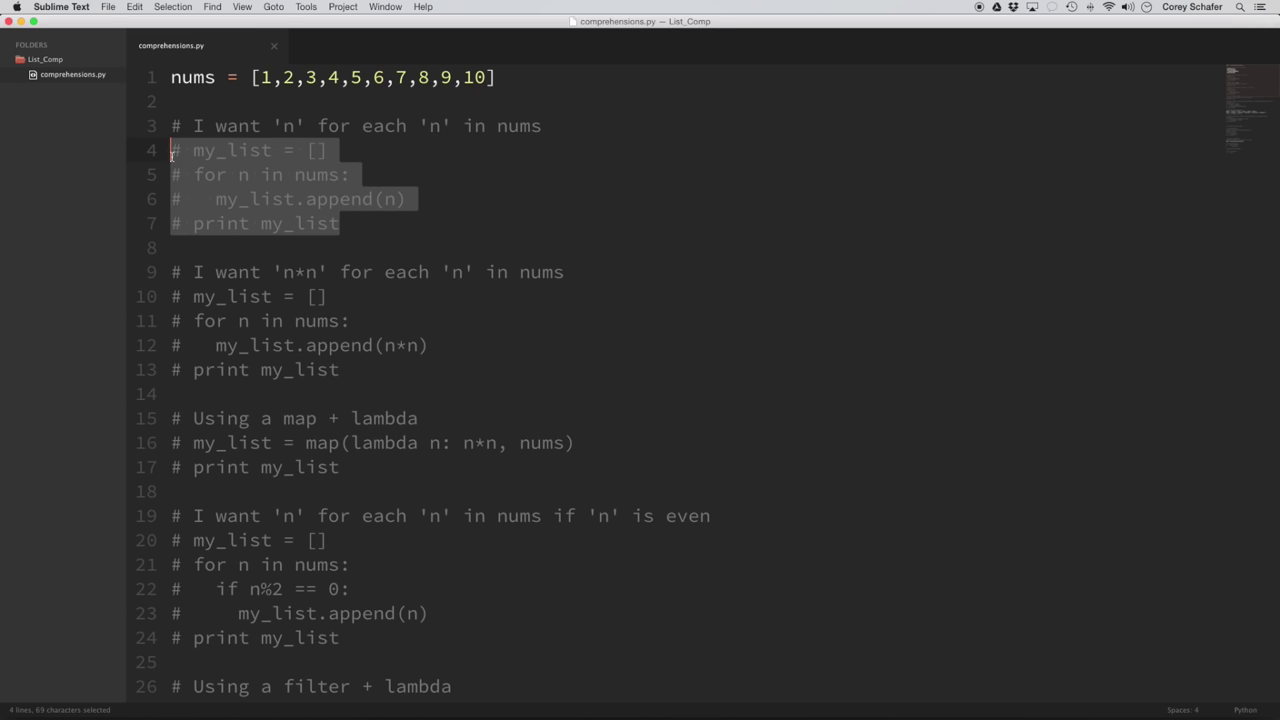 Sublime Text File Edit Selection Find View Goto Tools Project Window Help Corey Schafer
comprehensions.py — List_Comp
FOLDERS
List_Comp
comprehensions.py
comprehensions.py
1 nums = [1,2,3,4,5,6,7,8,9,10]
2
3 # I want 'n' for each 'n' in nums
4 # my_list = []
5 # for n in nums:
6 #   my_list.append(n)
7 # print my_list
8
9 # I want 'n*n' for each 'n' in nums
10 # my_list = []
11 # for n in nums:
12 #   my_list.append(n*n)
13 # print my_list
14
15 # Using a map + lambda
16 # my_list = map(lambda n: n*n, nums)
17 # print my_list
18
19 # I want 'n' for each 'n' in nums if 'n' is even
20 # my_list = []
21 # for n in nums:
22 #   if n%2 == 0:
23 #     my_list.append(n)
24 # print my_list
25
26 # Using a filter + lambda
4 lines, 69 characters selected Spaces: 4 Python